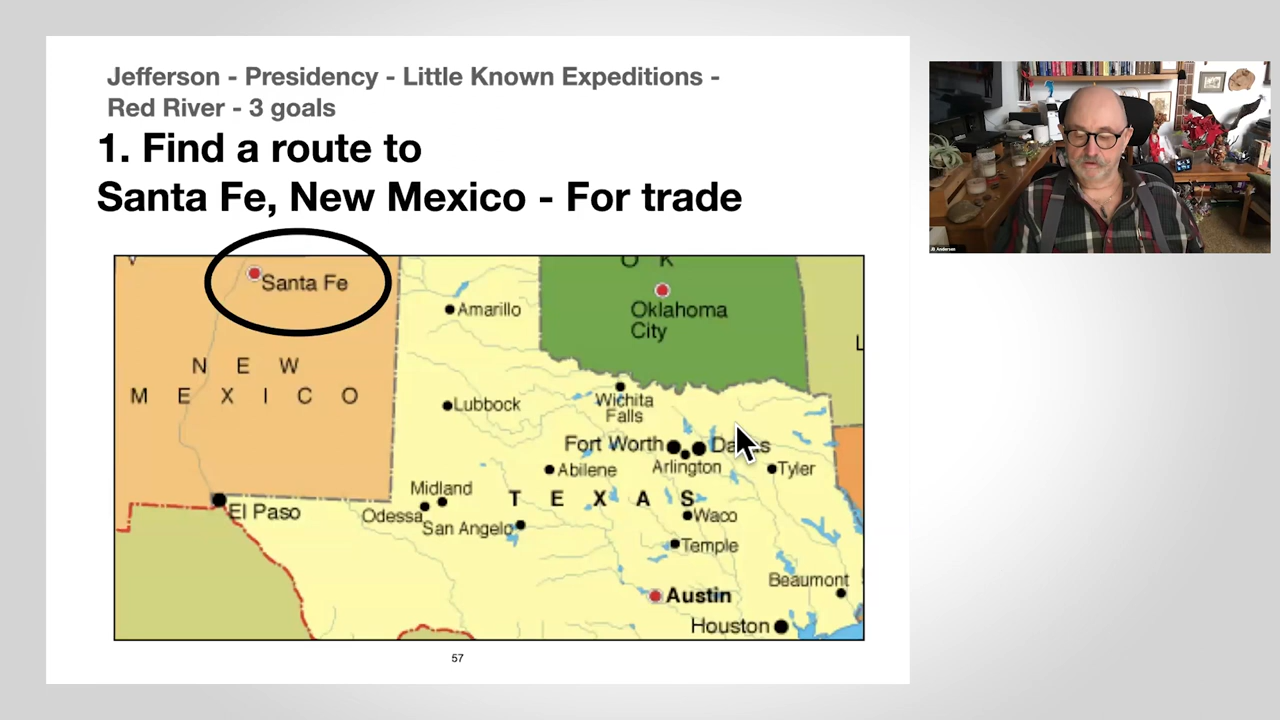 Jefferson - Presidency - Little Known Expeditions -
Red River - 3 goals
1. Find a route to
Santa Fe, New Mexico - For trade
Santa Fe
O K
Amarillo
Oklahoma
City
L
N E W
M E X I C O
Lubbock
Wichita
Falls
Fort Worth
Arlington
Abilene
Tyler
Midland
Odessa
San Angelo
T E X A S
Waco
El Paso
Temple
Beaumont
Austin
Houston
57
Andersen